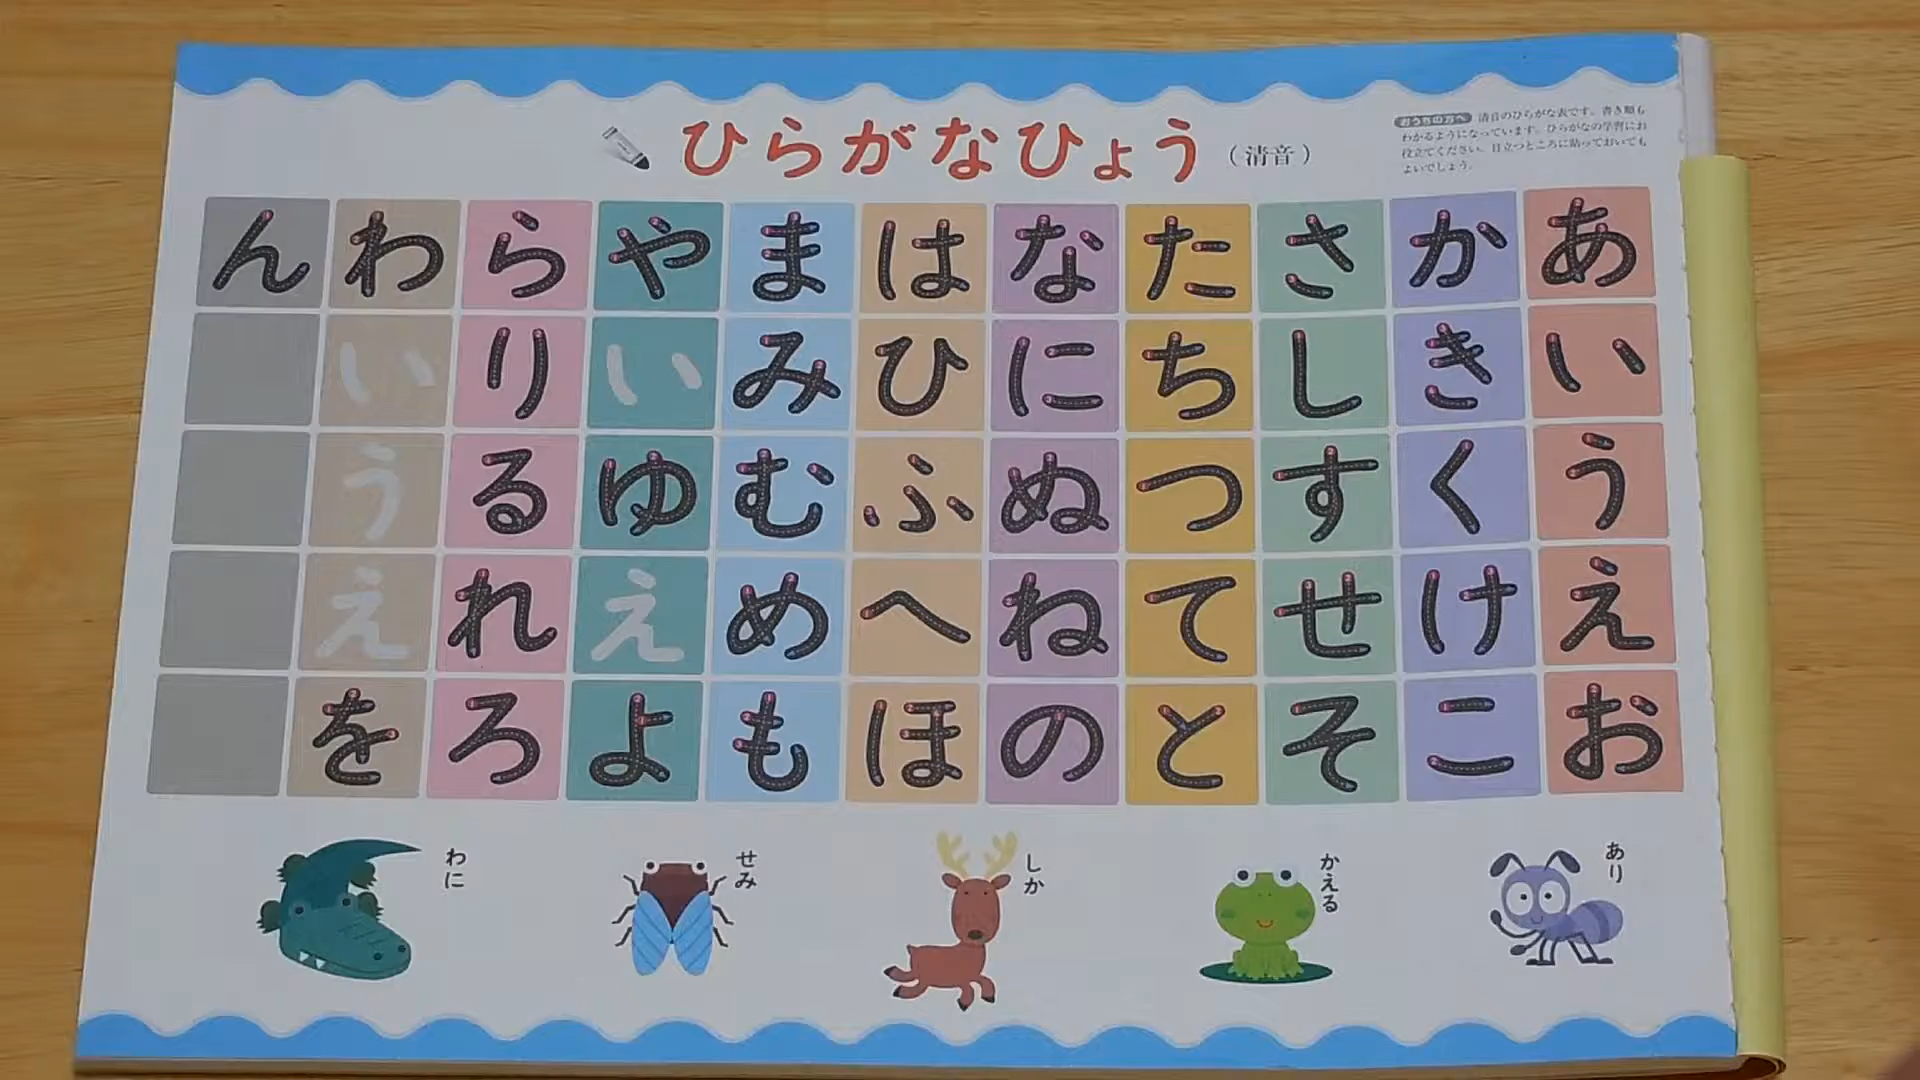 ひらがなひょう（清音）
おうちの方へ 清音のひらがな表です。書き順も
わかるようになっています。ひらがなの学習にお
役立てください。目立つところに貼っておいても
よいでしょう。
ん わ ら や ま は な た さ か あ
い り い み ひ に ち し き い
う る ゆ む ふ ぬ つ す く う
え れ え め へ ね て せ け え
を ろ よ も ほ の と そ こ お
わに
せみ
しか
かえる
あり